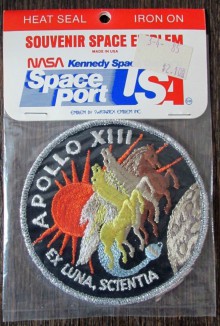 HEAT SEAL IRON ON
SOUVENIR SPACE EMBLEM
MADE IN USA
NASA Kennedy Spac
Space
port USA
APOLLO XIII
EX LUNA, SCIENTIA